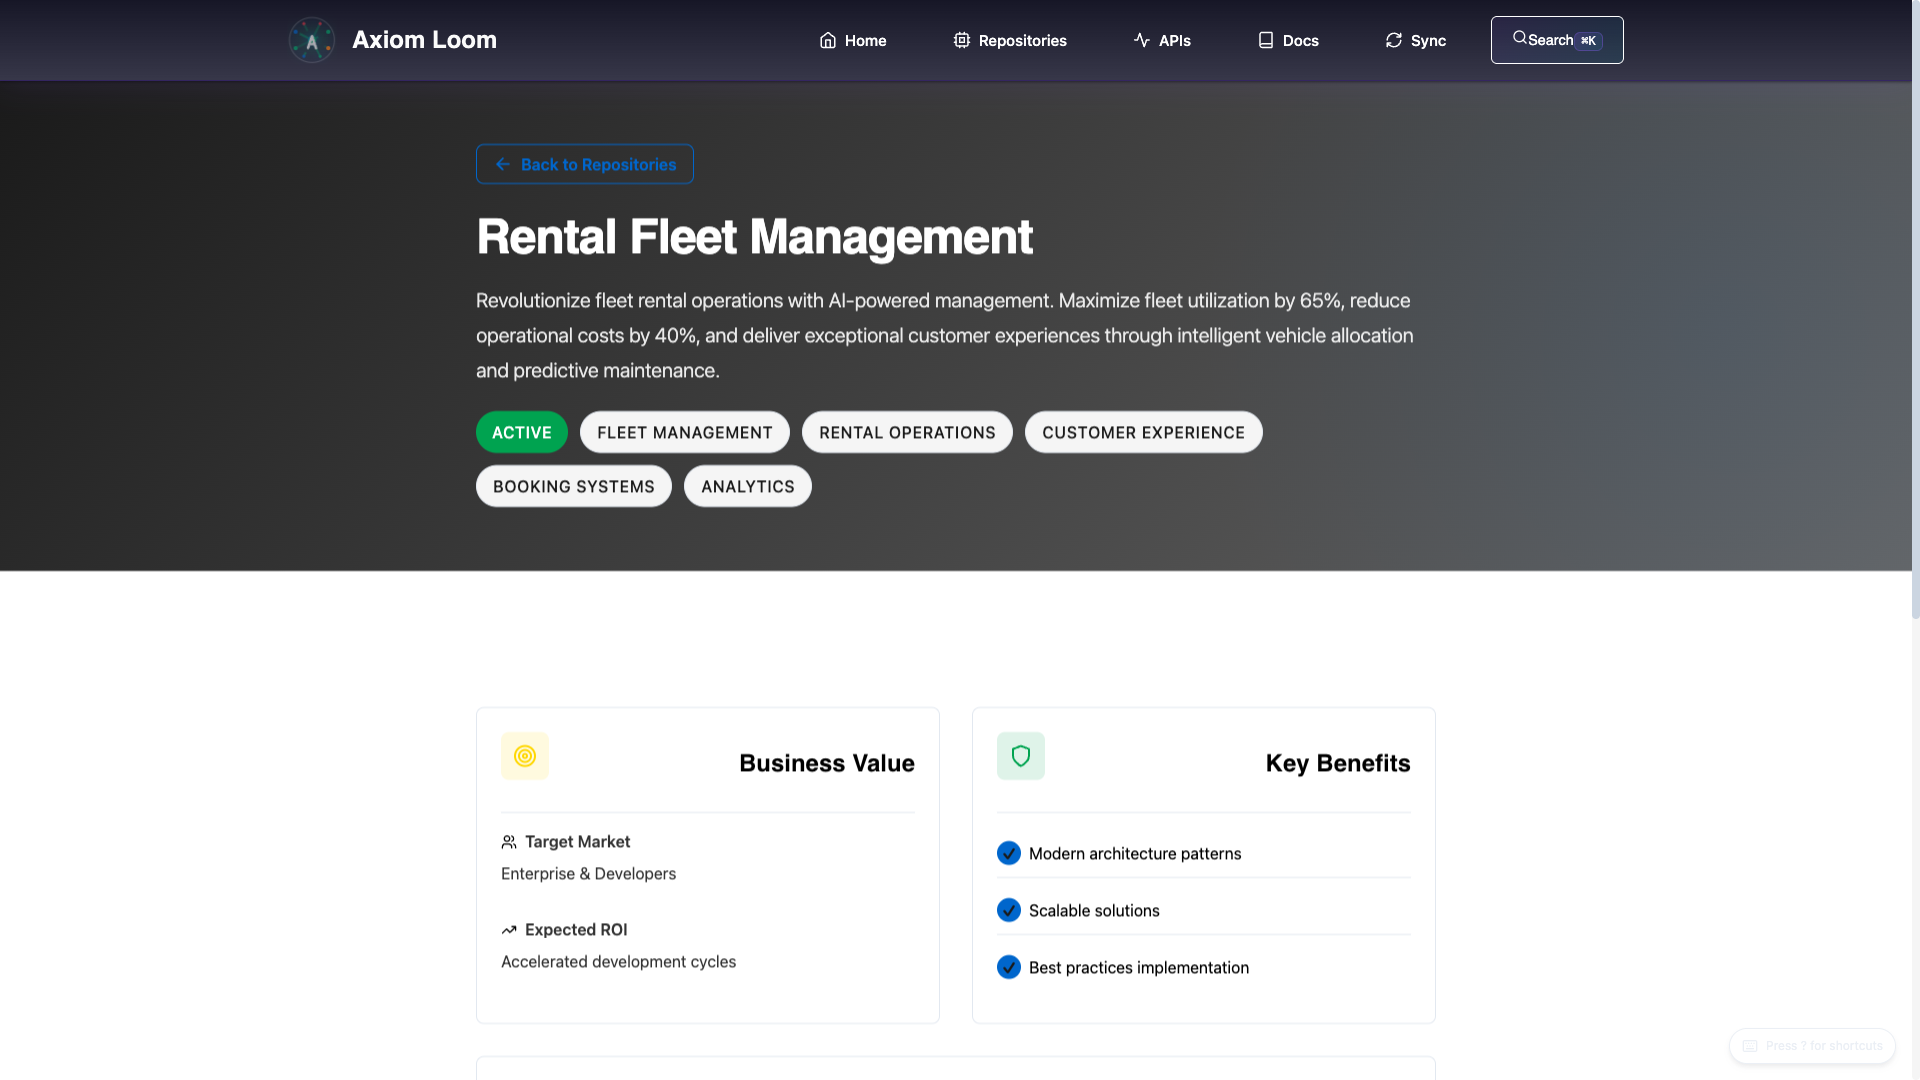 A
Axiom Loom
Home
Repositories
APIs
Docs
Sync
Search ⌘K
Back to Repositories
Rental Fleet Management
Revolutionize fleet rental operations with AI-powered management. Maximize fleet utilization by 65%, reduce
operational costs by 40%, and deliver exceptional customer experiences through intelligent vehicle allocation
and predictive maintenance.
ACTIVE
FLEET MANAGEMENT
RENTAL OPERATIONS
CUSTOMER EXPERIENCE
BOOKING SYSTEMS
ANALYTICS
Business Value
Target Market
Enterprise & Developers
Expected ROI
Accelerated development cycles
Key Benefits
Modern architecture patterns
Scalable solutions
Best practices implementation
Press ? for shortcuts